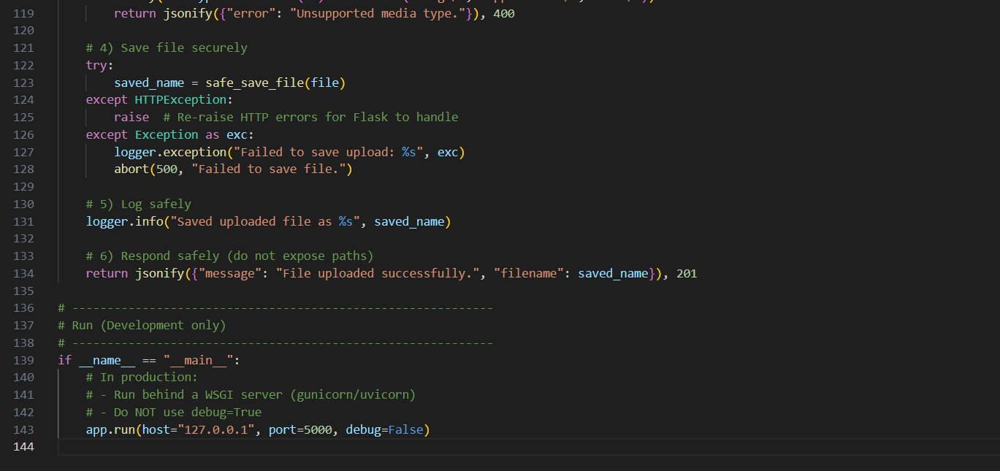 119 return jsonify({"error": "Unsupported media type."}), 400
120
121 # 4) Save file securely
122 try:
123 saved_name = safe_save_file(file)
124 except HTTPException:
125 raise  # Re-raise HTTP errors for Flask to handle
126 except Exception as exc:
127 logger.exception("Failed to save upload: %s", exc)
128 abort(500, "Failed to save file.")
129
130 # 5) Log safely
131 logger.info("Saved uploaded file as %s", saved_name)
132
133 # 6) Respond safely (do not expose paths)
134 return jsonify({"message": "File uploaded successfully.", "filename": saved_name}), 201
135
136 # ------------------------------------------------------------
137 # Run (Development only)
138 # ------------------------------------------------------------
139 if __name__ == "__main__":
140 # In production:
141 # - Run behind a WSGI server (gunicorn/uvicorn)
142 # - Do NOT use debug=True
143 app.run(host="127.0.0.1", port=5000, debug=False)
144